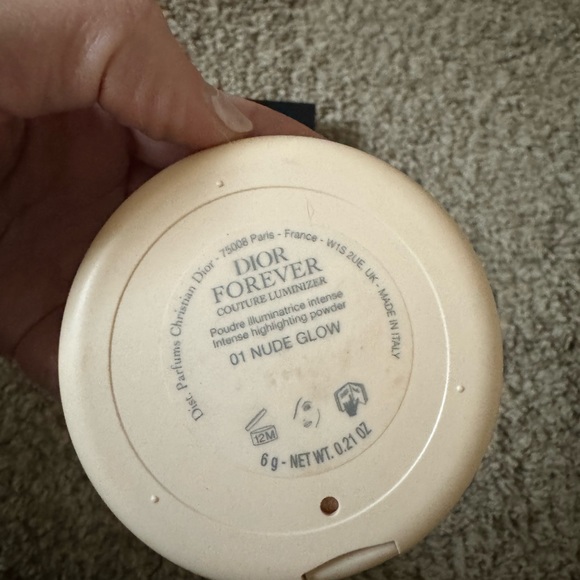 Dist. Parfums Christian Dior - 75008 Paris - France - W1S 2UE UK - MADE IN ITALY
DIOR
FOREVER
COUTURE LUMINIZER
Poudre illuminatrice intense
Intense highlighting powder
01 NUDE GLOW
12M
6 g - NET WT. 0.21 OZ